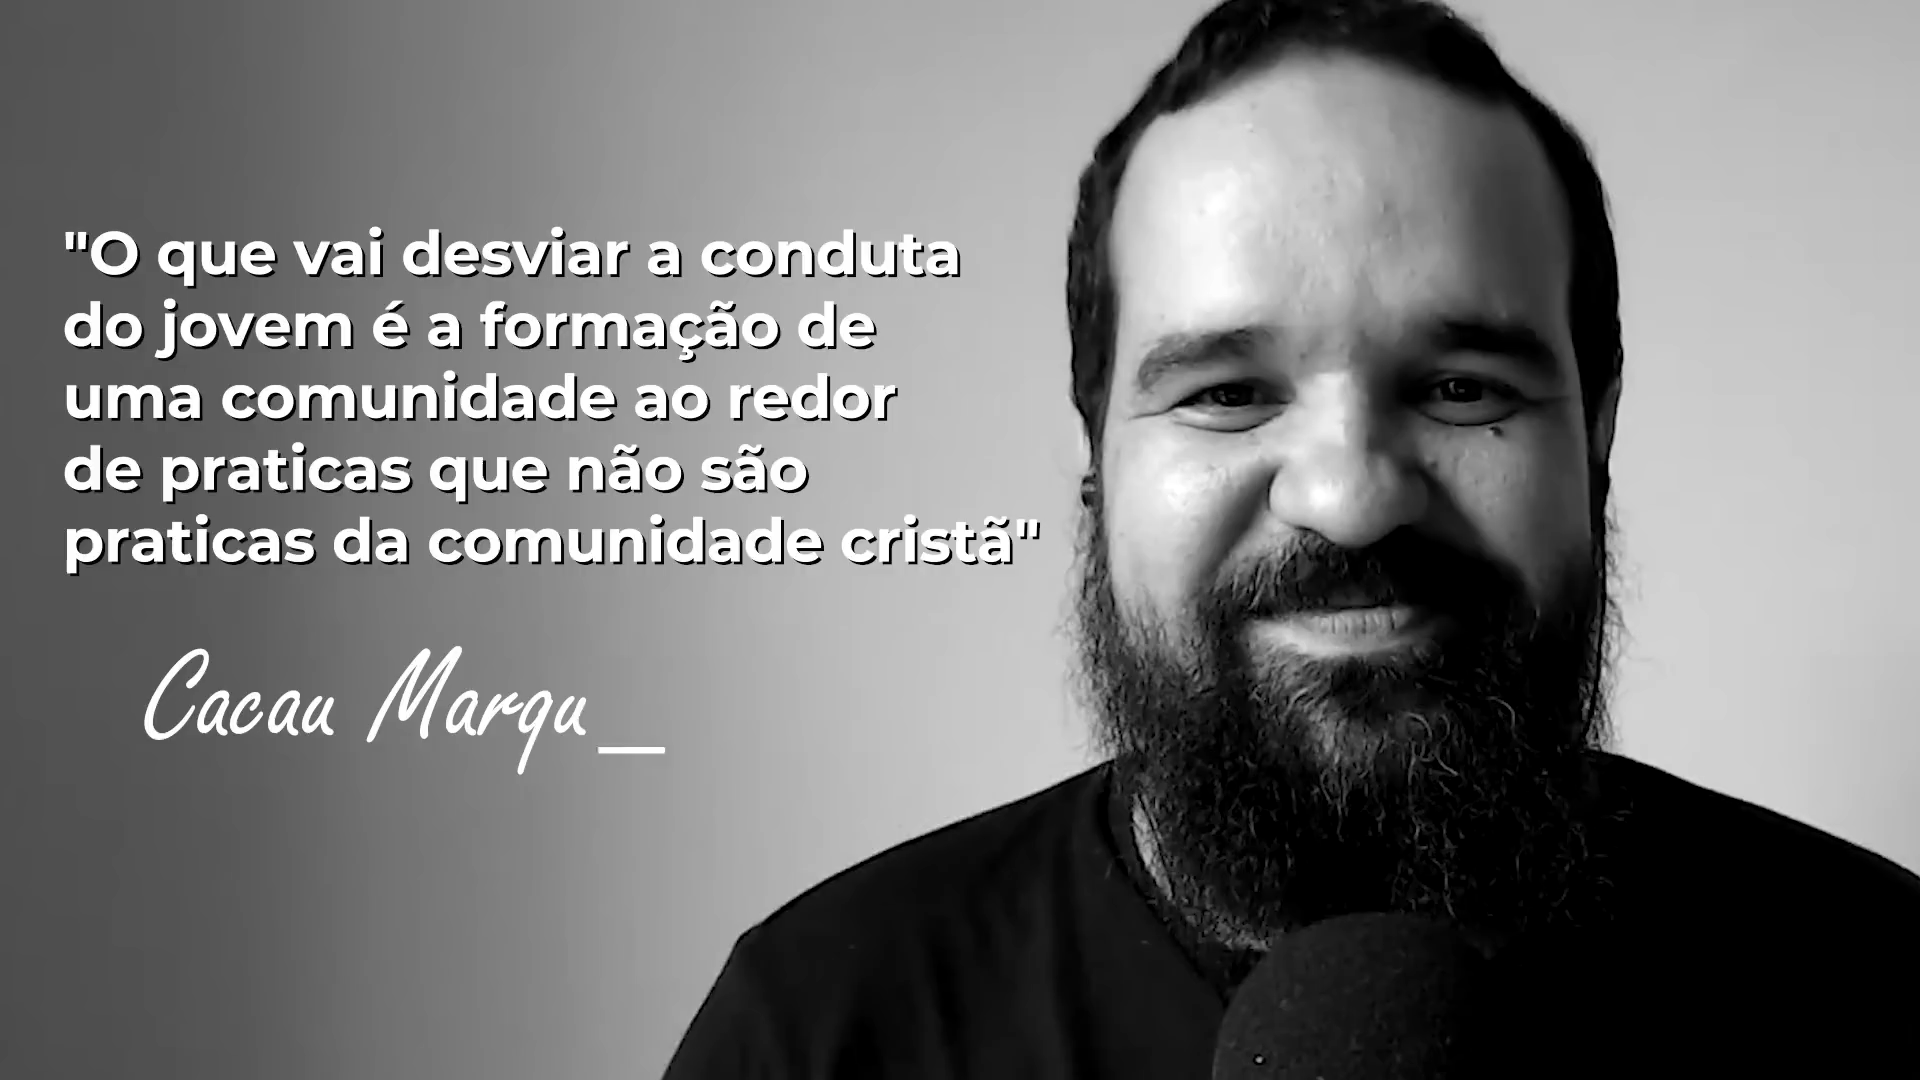 "O que vai desviar a conduta
do jovem é a formação de
uma comunidade ao redor
de praticas que não são
praticas da comunidade cristã"
Cacau Marqu_